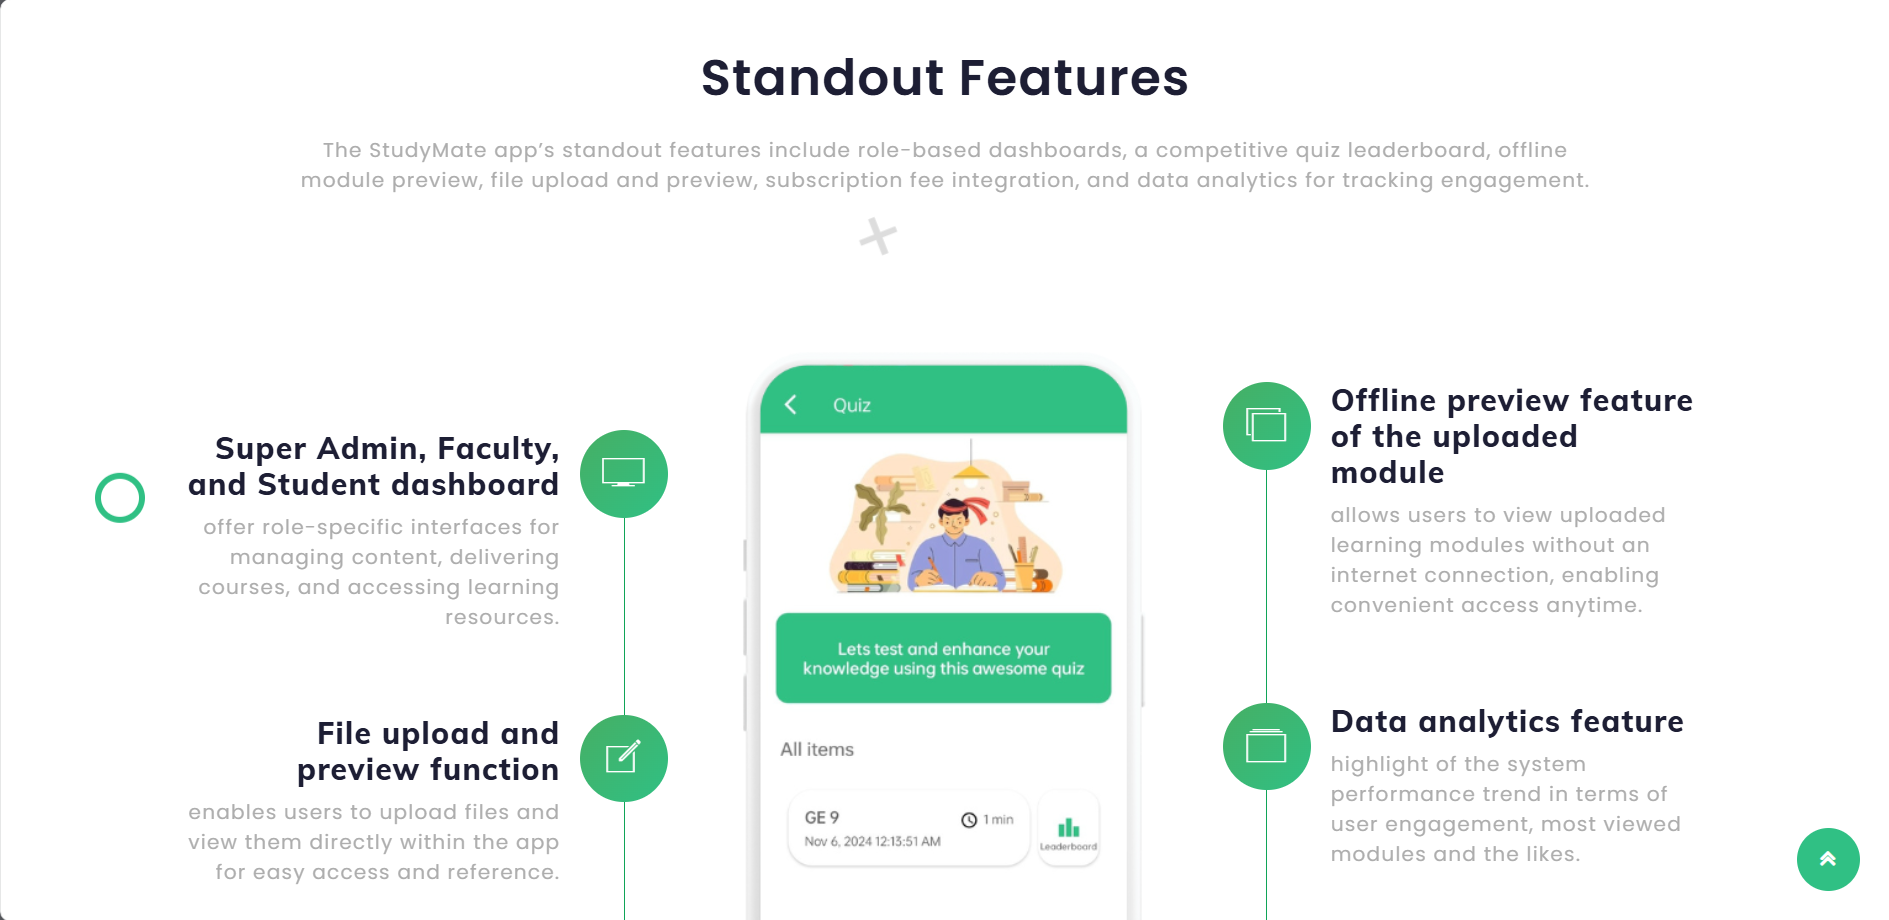 Standout Features
The StudyMate app's standout features include role-based dashboards, a competitive quiz leaderboard, offline
module preview, file upload and preview, subscription fee integration, and data analytics for tracking engagement.
Super Admin, Faculty,
and Student dashboard
offer role-specific interfaces for
managing content, delivering
courses, and accessing learning
resources.
File upload and
preview function
enables users to upload files and
view them directly within the app
for easy access and reference.
Quiz
Lets test and enhance your
knowledge using this awesome quiz
All items
GE 9
1 min
Nov 6, 2024 12:13:51 AM
Leaderboard
Offline preview feature
of the uploaded
module
allows users to view uploaded
learning modules without an
internet connection, enabling
convenient access anytime.
Data analytics feature
highlight of the system
performance trend in terms of
user engagement, most viewed
modules and the likes.